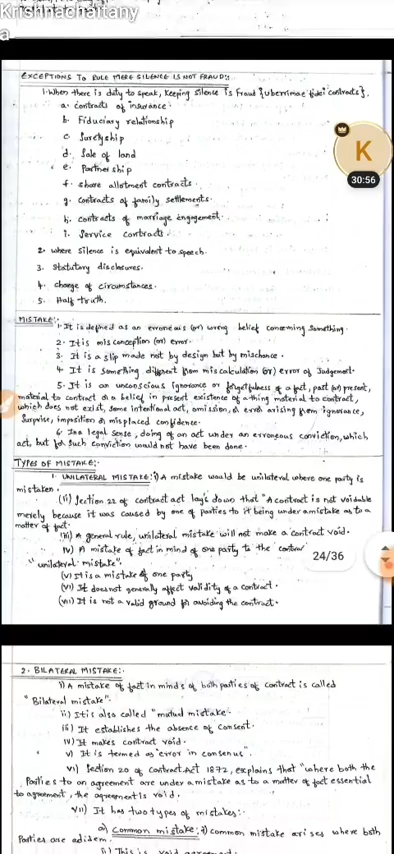 Krishnachaitany
a
EXCEPTIONS TO RULE MERE SILENCE IS NOT FRAUD:
1. When there is duty to speak, keeping silence is fraud {uberrimae fidei contracts}.
a. contracts of insurance.
b. Fiduciary relationship
c. Suretyship
d. Sale of land
e. Partnership
f. share allotment contracts.
g. contracts of family settlements.
h. contracts of marriage engagement.
i. Service contracts.
2. where silence is equivalent to speech.
3. statutory disclosures.
4. change of circumstances.
5. Half truth.
K
30:56
MISTAKE:
1. It is defined as an erroneous (or) wrong belief concerning something.
2. It is mis conception (or) error.
3. It is a slip made not by design but by mischance.
4. It is something different from miscalculation (or) error of Judgement.
5. It is an unconscious ignorance or forgetfulness of a fact, past (or) present,
material to contract or a belief in present existence of a thing material to contract,
which does not exist, some intentional act, omission, or error arising from ignorance,
Surprise, imposition or misplaced confidence.
6. In a legal sense, doing of an act under an erroneous conviction, which
act, but for such conviction would not have been done.
TYPES OF MISTAKE:
1. UNILATERAL MISTAKE: i) A mistake would be unilateral where one party is
mistaken.
(ii) Section 22 of contract act lays down that "A contract is not voidable
merely because it was caused by one of parties to it being under a mistake as to a
matter of fact.
iii) A general rule, unilateral mistake will not make a contract void.
iv) A mistake of fact in mind of one party to the
"unilateral mistake".
(v) It is a mistake of one party
(vi) It does not generally affect validity of a contract.
(vii) It is not a valid ground for avoiding the contract.
24/36
2. BILATERAL MISTAKE:
i) A mistake of fact in minds of both parties of contract is called
"Bilateral mistake".
ii) It is also called "mutual mistake".
iii) It establishes the absence of consent.
iv) It makes contract void.
v) It is termed as "error in consensus".
vi) Section 20 of Contract Act 1872, explains that "where both the
Parties to an agreement are under a mistake as to a matter of fact essential
to agreement, the agreement is void.
vii) It has two types of mistakes:
a) Common mistake: i) common mistake arises where both
Parties are adidem.
ii) This is void